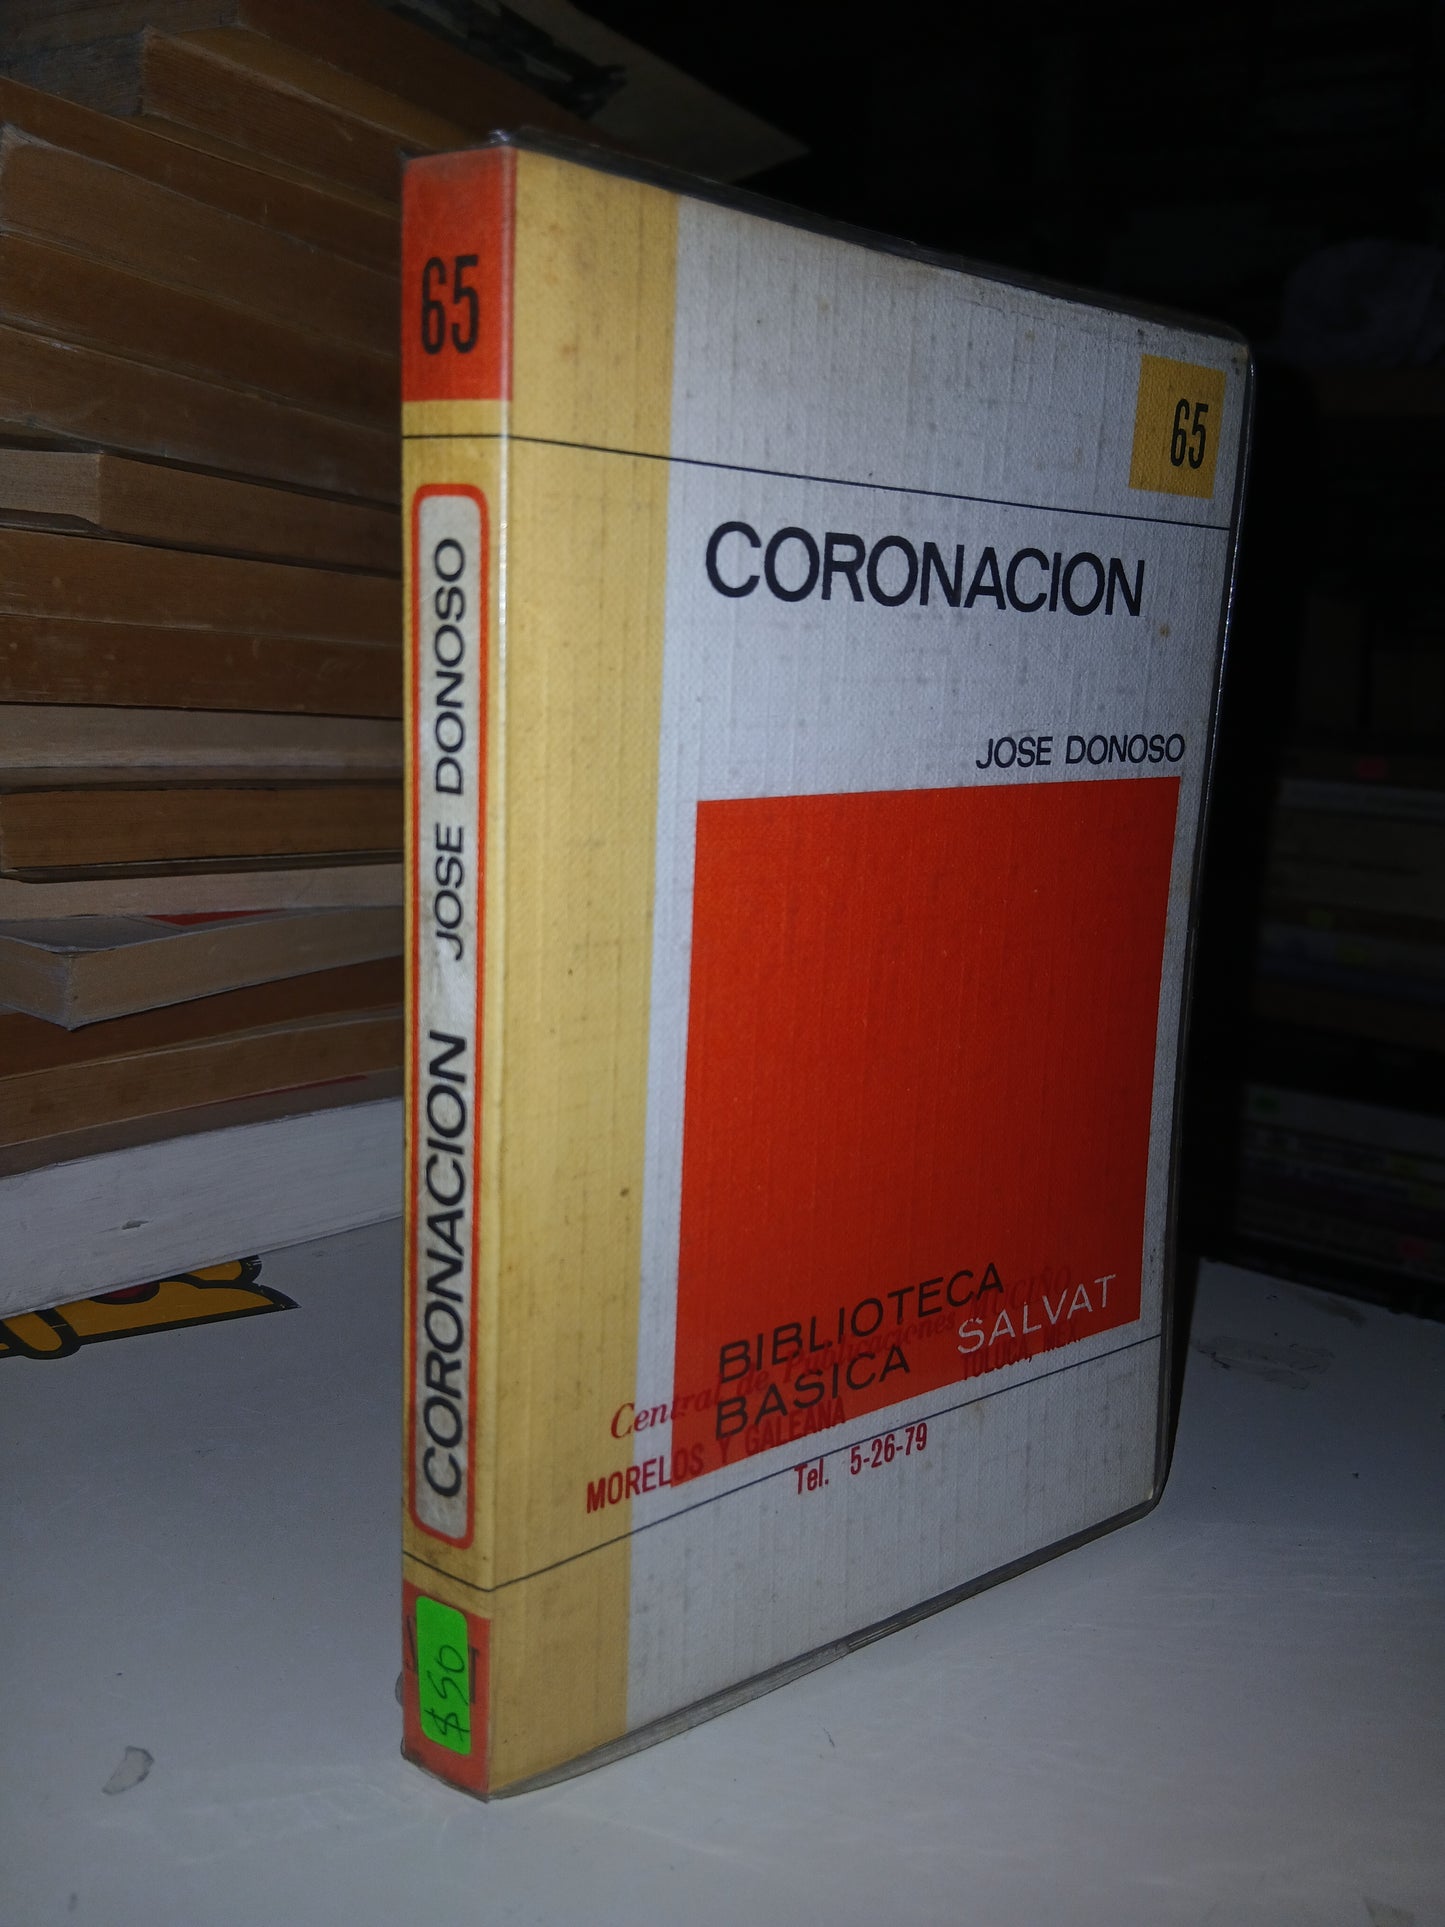 65
CORONACION JOSE DONOSO
$50
65
CORONACION
JOSE DONOSO
BIBLIOTECA
BASICA SALVAT
Central de Publicaciones
MORELOS Y GALEANA TOLUCA, MEX.
Tel. 5-26-79